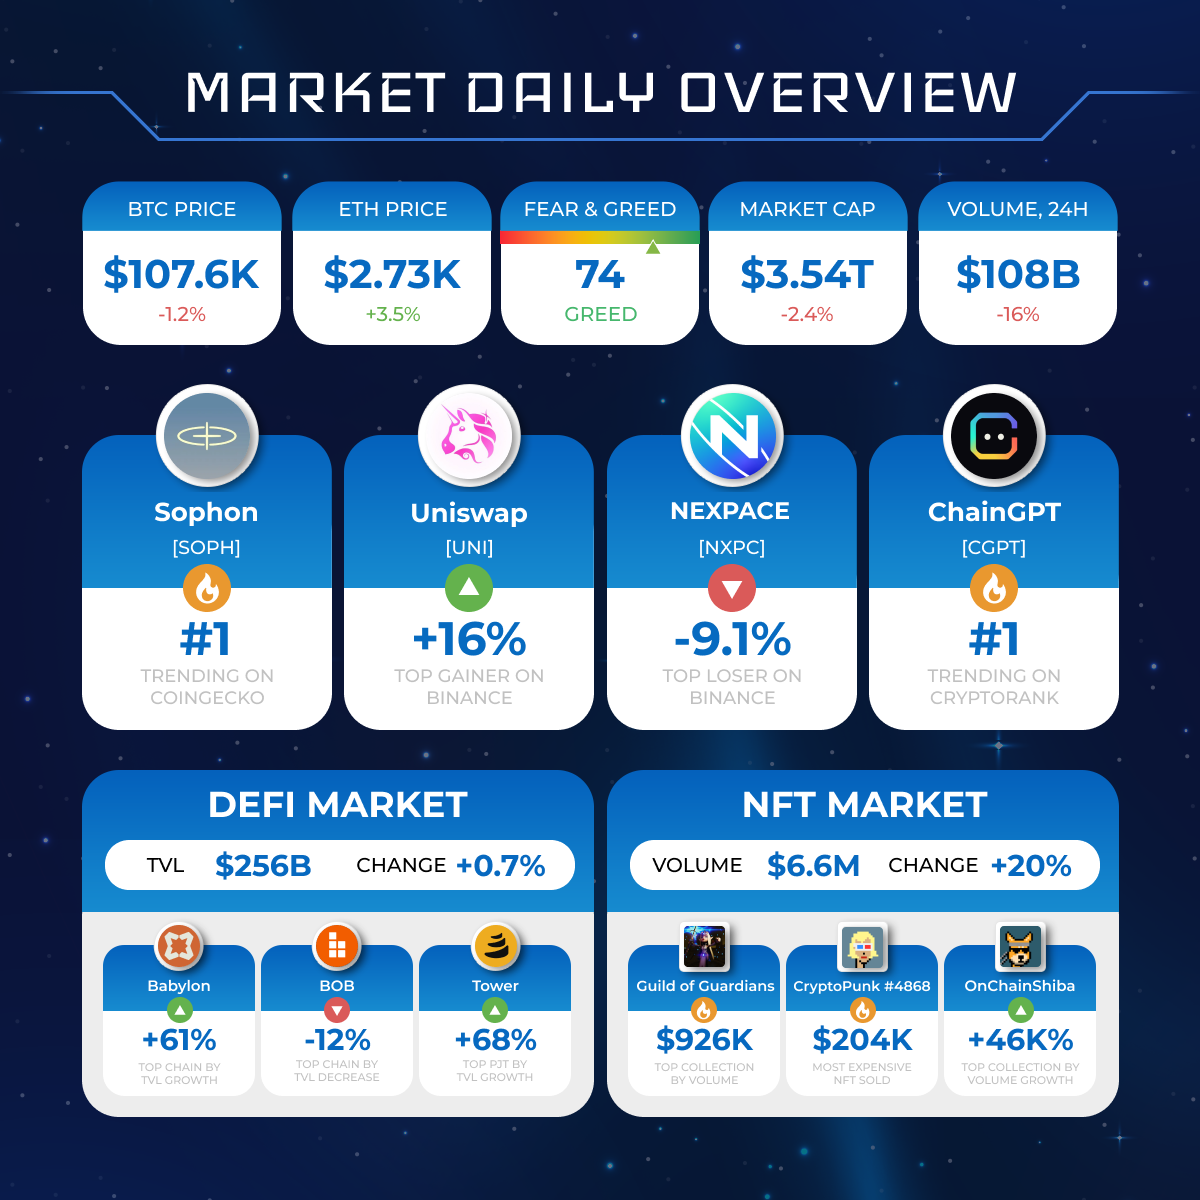 MARKET DAILY OVERVIEW
BTC PRICE
$107.6K
-1.2%
ETH PRICE
$2.73K
+3.5%
FEAR & GREED
74
GREED
MARKET CAP
$3.54T
-2.4%
VOLUME, 24H
$108B
-16%
Sophon
[SOPH]
#1
TRENDING ON
COINGECKO
Uniswap
[UNI]
+16%
TOP GAINER ON
BINANCE
NEXPACE
[NXPC]
-9.1%
TOP LOSER ON
BINANCE
ChainGPT
[CGPT]
#1
TRENDING ON
CRYPTORANK
DEFI MARKET
TVL $256B CHANGE +0.7%
Babylon
+61%
TOP CHAIN BY
TVL GROWTH
BOB
-12%
TOP CHAIN BY
TVL DECREASE
Tower
+68%
TOP PJT BY
TVL GROWTH
NFT MARKET
VOLUME $6.6M CHANGE +20%
Guild of Guardians
$926K
TOP COLLECTION
BY VOLUME
CryptoPunk #4868
$204K
MOST EXPENSIVE
NFT SOLD
OnChainShiba
+46K%
TOP COLLECTION BY
VOLUME GROWTH